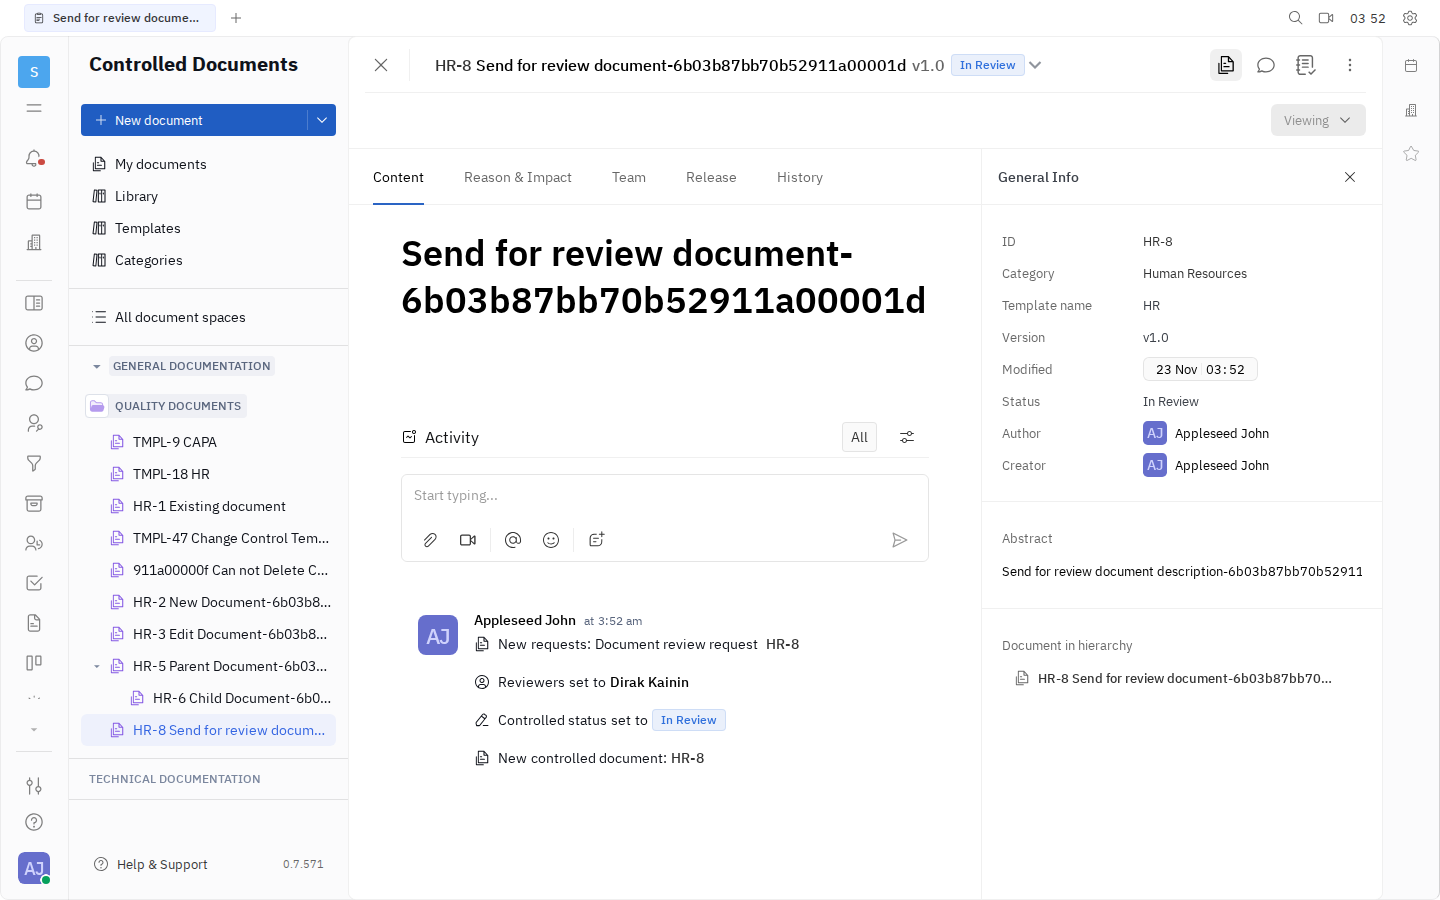 Send for review docume...
03 52
S
Controlled Documents
New document
My documents
Library
Templates
Categories
All document spaces
GENERAL DOCUMENTATION
QUALITY DOCUMENTS
TMPL-9 CAPA
TMPL-18 HR
HR-1 Existing document
TMPL-47 Change Control Tem...
911a00000f Can not Delete C...
HR-2 New Document-6b03b8...
HR-3 Edit Document-6b03b8...
HR-5 Parent Document-6b03...
HR-6 Child Document-6b0...
HR-8 Send for review docum...
TECHNICAL DOCUMENTATION
Help & Support 0.7.571
AJ
HR-8 Send for review document-6b03b87bb70b52911a00001d v1.0 In Review
Viewing
Content Reason & Impact Team Release History
Send for review document-
6b03b87bb70b52911a00001d
Activity All
Start typing...
AJ
Appleseed John at 3:52 am
New requests: Document review request HR-8
Reviewers set to Dirak Kainin
Controlled status set to In Review
New controlled document: HR-8
General Info
ID HR-8
Category Human Resources
Template name HR
Version v1.0
Modified 23 Nov 03:52
Status In Review
Author AJ Appleseed John
Creator AJ Appleseed John
Abstract
Send for review document description-6b03b87bb70b52911
Document in hierarchy
HR-8 Send for review document-6b03b87bb70...